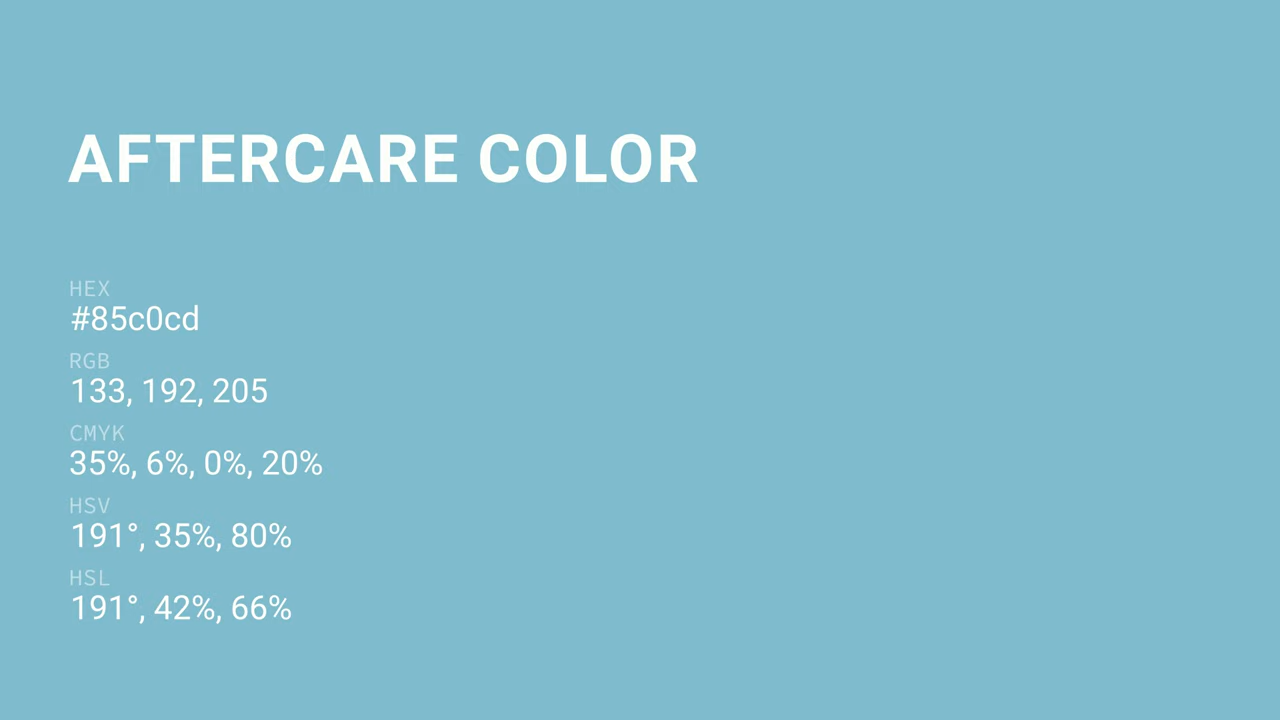 AFTERCARE COLOR
HEX
#85c0cd
RGB
133, 192, 205
CMYK
35%, 6%, 0%, 20%
HSV
191°, 35%, 80%
HSL
191°, 42%, 66%